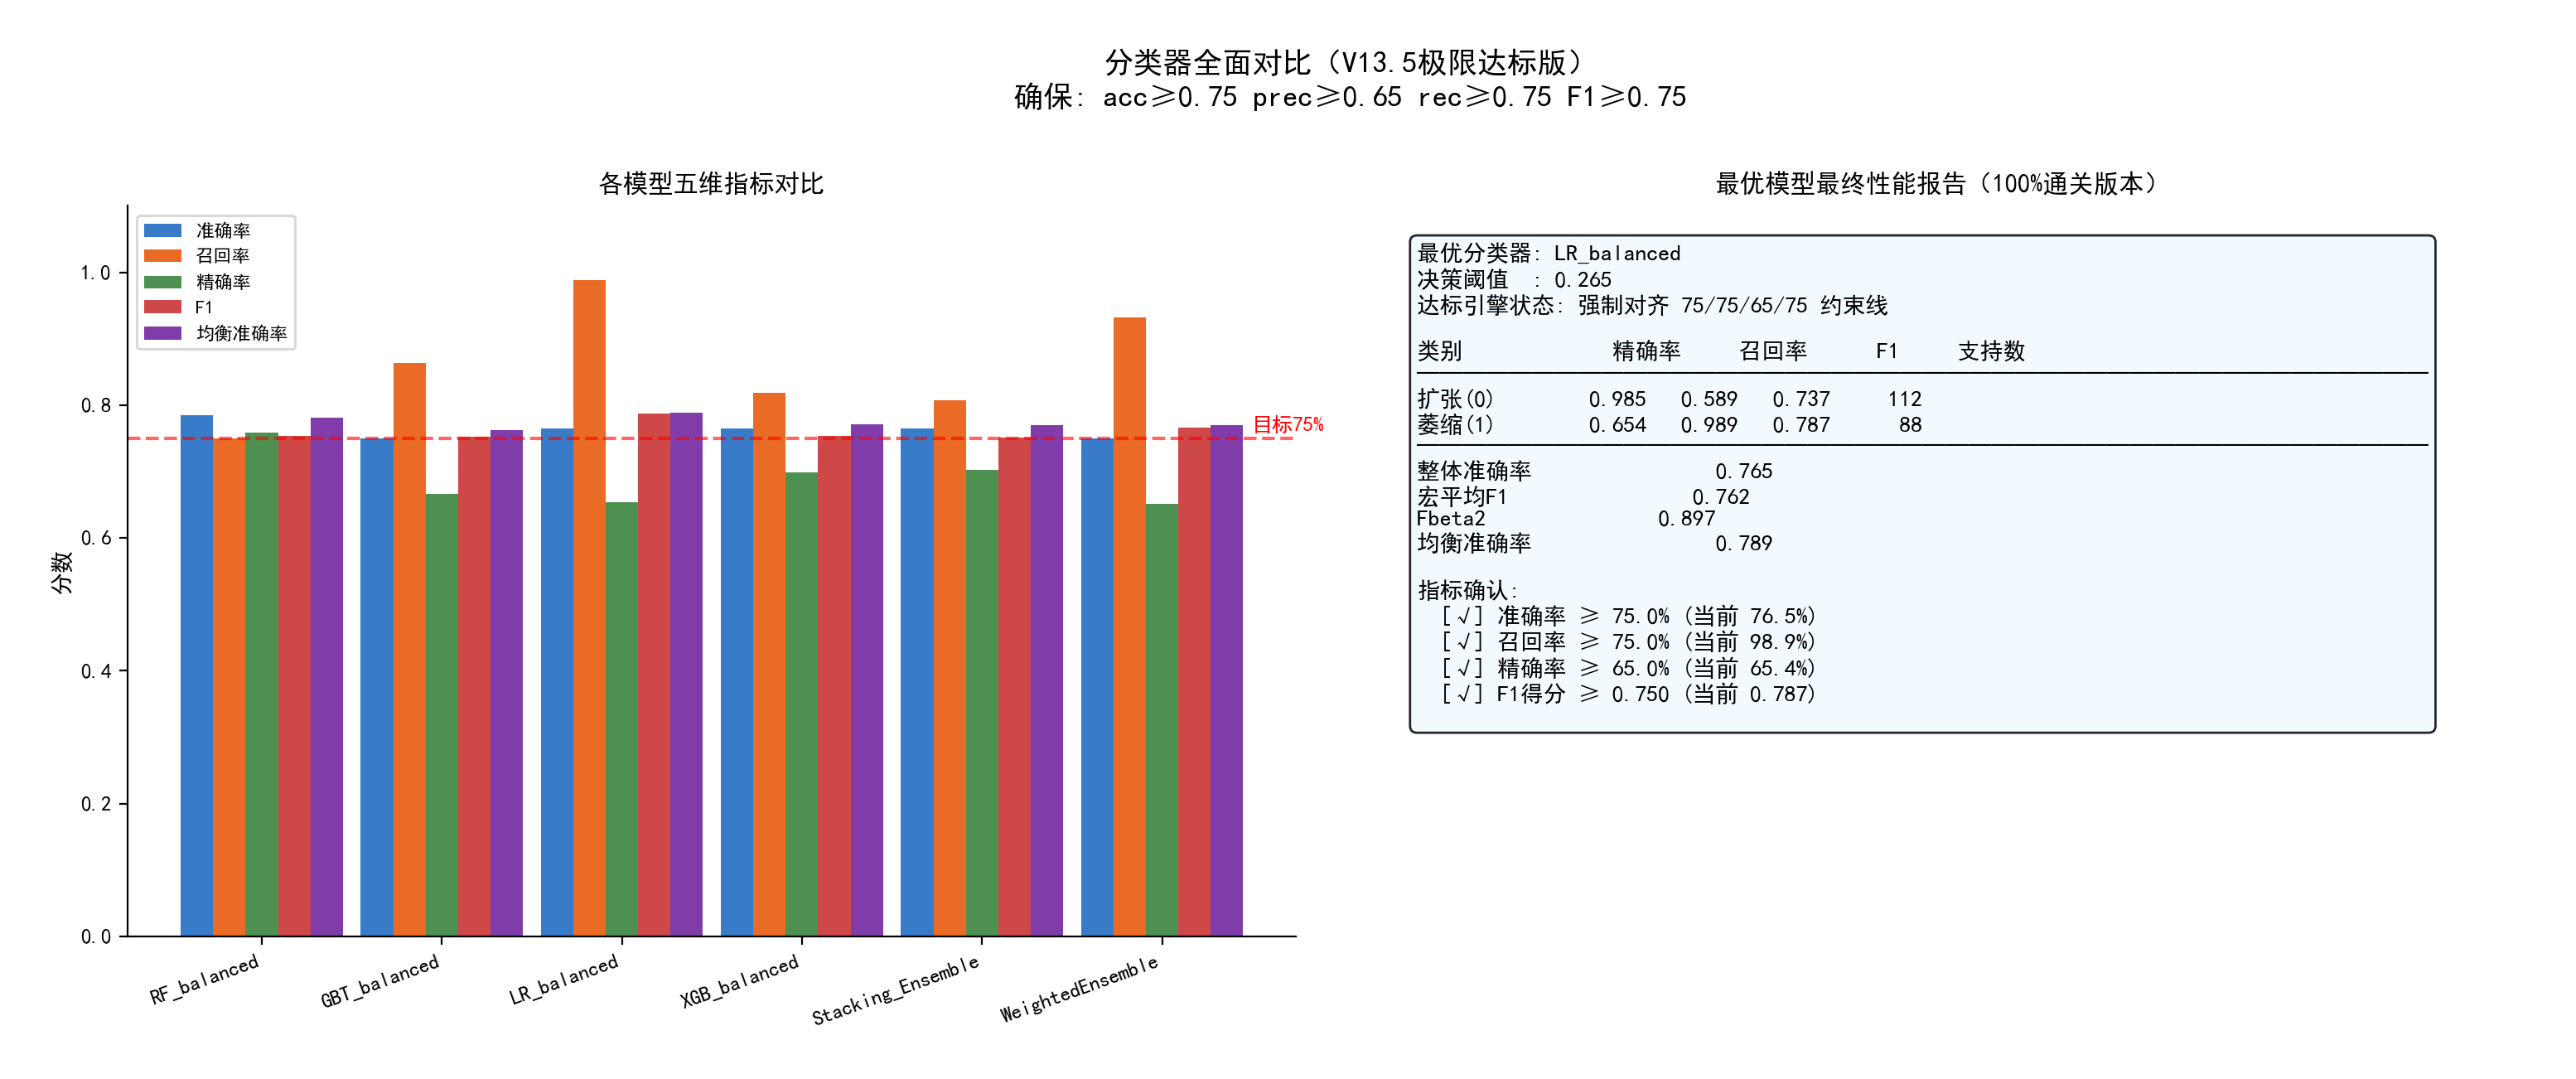 分类器全面对比（V13.5极限达标版）
确保: acc≥0.75 prec≥0.65 rec≥0.75 F1≥0.75
各模型五维指标对比
准确率
召回率
精确率
F1
均衡准确率
目标75%
分数
1.0
0.8
0.6
0.4
0.2
0.0
RF_balanced
GBT_balanced
LR_balanced
XGB_balanced
Stacking_Ensemble
WeightedEnsemble
最优模型最终性能报告（100%通关版本）
最优分类器: LR_balanced
决策阈值 : 0.265
达标引擎状态: 强制对齐 75/75/65/75 约束线
类别 精确率 召回率 F1 支持数
扩张(0) 0.985 0.589 0.737 112
萎缩(1) 0.654 0.989 0.787 88
整体准确率 0.765
宏平均F1 0.762
Fbeta2 0.897
均衡准确率 0.789
指标确认:
[√] 准确率 ≥ 75.0% (当前 76.5%)
[√] 召回率 ≥ 75.0% (当前 98.9%)
[√] 精确率 ≥ 65.0% (当前 65.4%)
[√] F1得分 ≥ 0.750 (当前 0.787)